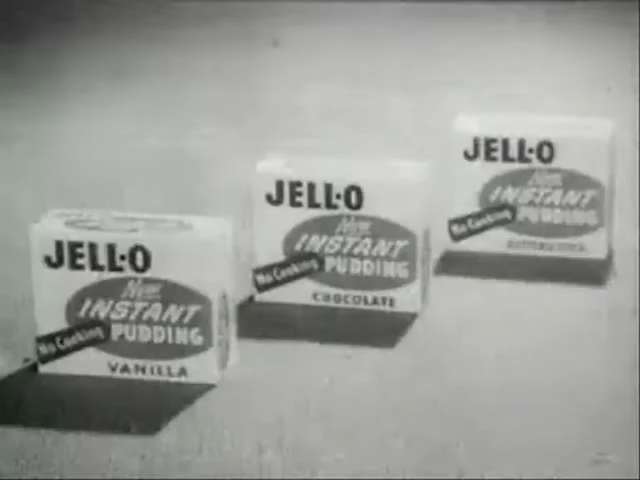 JELL-O
New
INSTANT
No Cooking PUDDING
VANILLA
JELL-O
New
INSTANT
No Cooking PUDDING
CHOCOLATE
JELL-O
New
INSTANT
No Cooking PUDDING